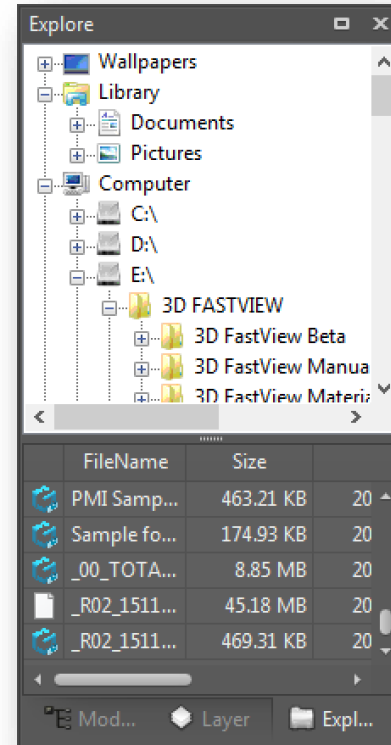 Explore
Wallpapers
Library
Documents
Pictures
Computer
C:\
D:\
E:\
3D FASTVIEW
3D FastView Beta
3D FastView Manua
3D FastView Materia
FileName Size
PMI Samp... 463.21 KB 20
Sample fo... 174.93 KB 20
_00_TOTA... 8.85 MB 20
_R02_1511... 45.18 MB 20
_R02_1511... 469.31 KB 20
Mod... Layer Expl...